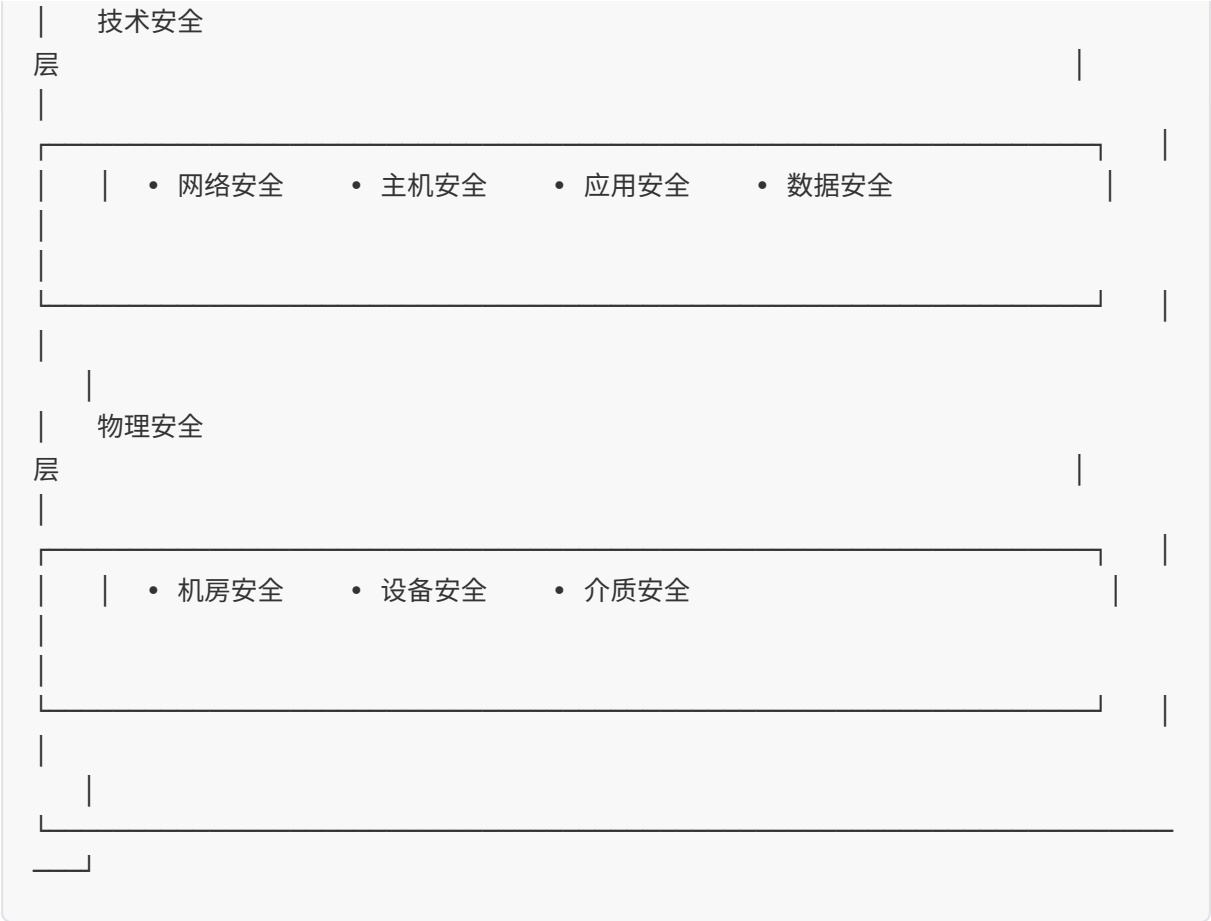 技术安全
层
• 网络安全 • 主机安全 • 应用安全 • 数据安全
物理安全
层
• 机房安全 • 设备安全 • 介质安全